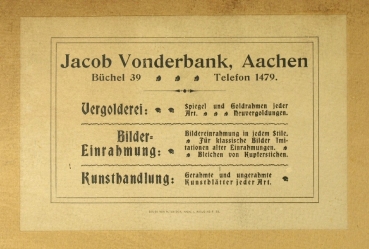 Jacob Vonderbank, Aachen
Büchel 39 Telefon 1479.
Vergolderei: Spiegel und Goldrahmen jeder
Art. Neuvergoldungen.
Bilder-
Einrahmung:
Bildereinrahmung in jedem Stile.
Für klassische Bilder Imi-
tationen alter Einrahmungen.
Bleichen von Kupferstichen.
Kunsthandlung: Gerahmte und ungerahmte
Kunstblätter jeder Art.